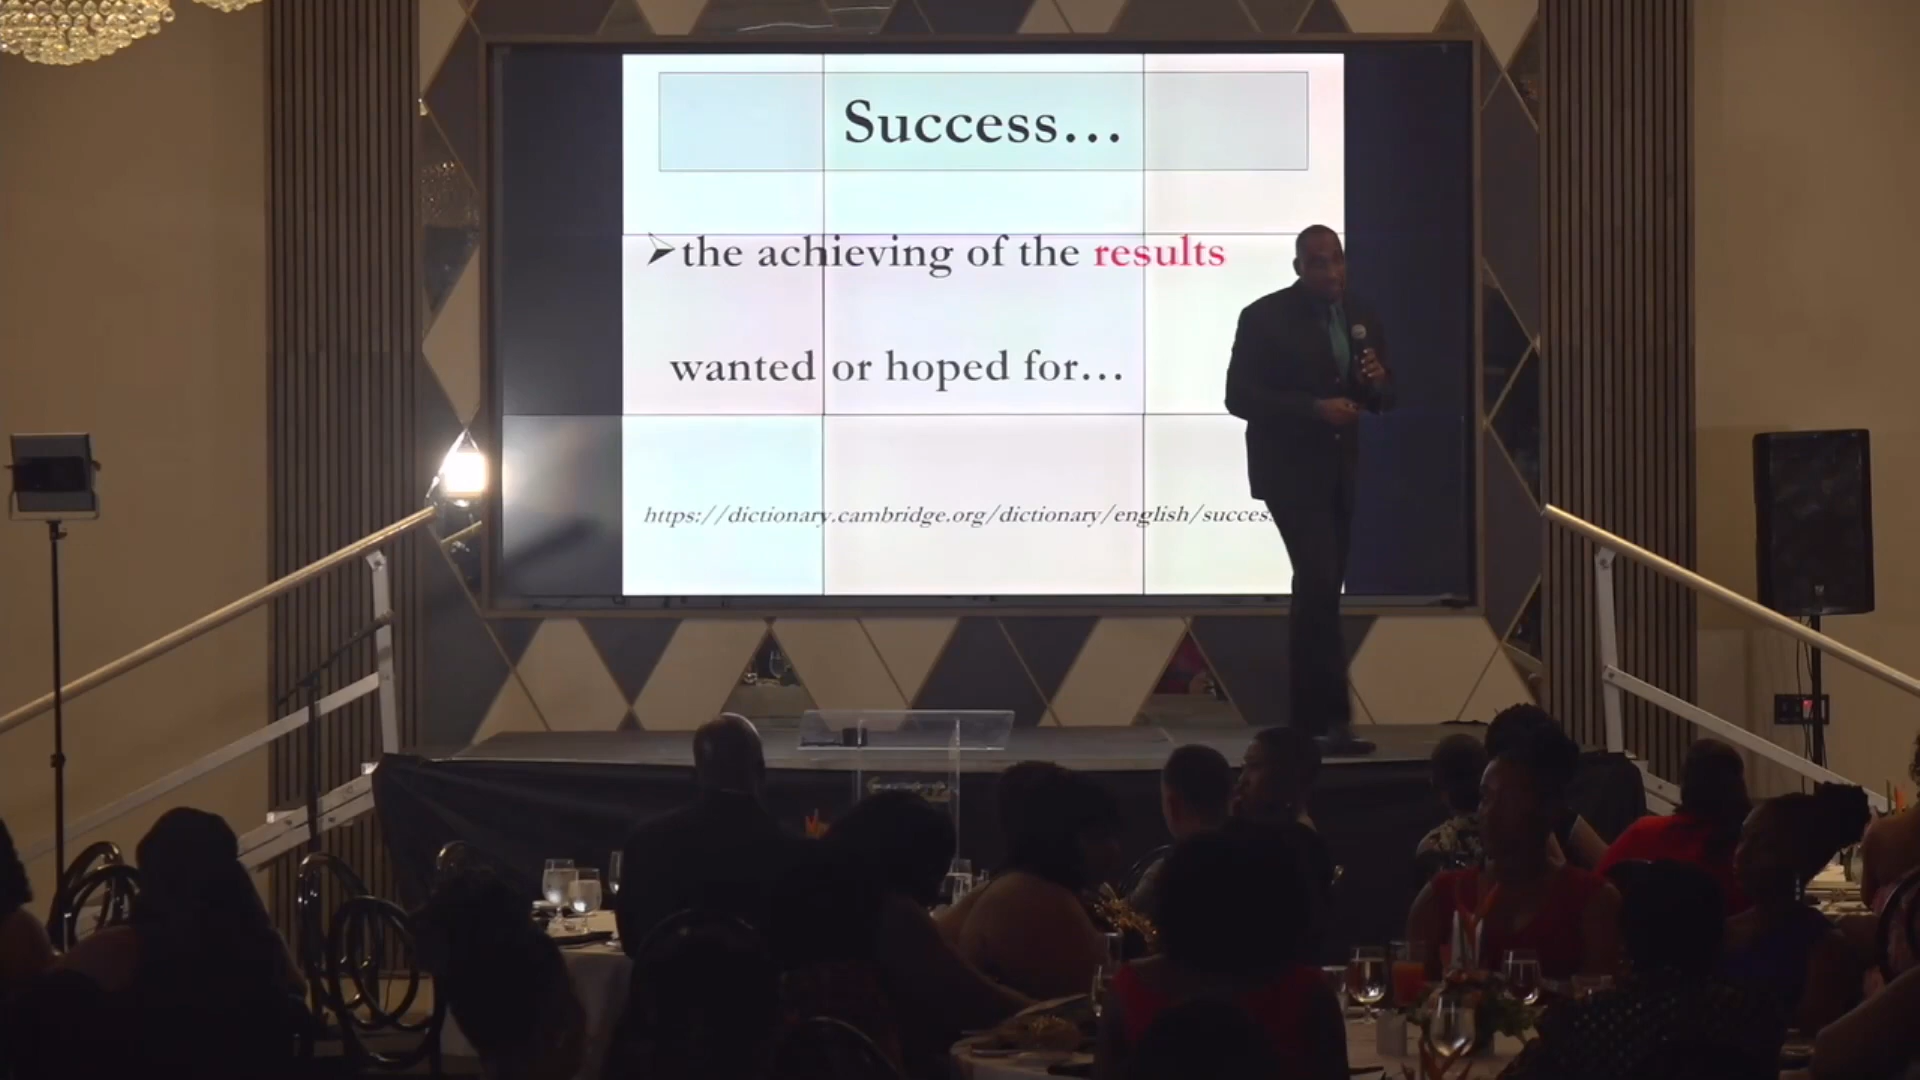 Success…
the achieving of the results
wanted or hoped for…
https://dictionary.cambridge.org/dictionary/english/success